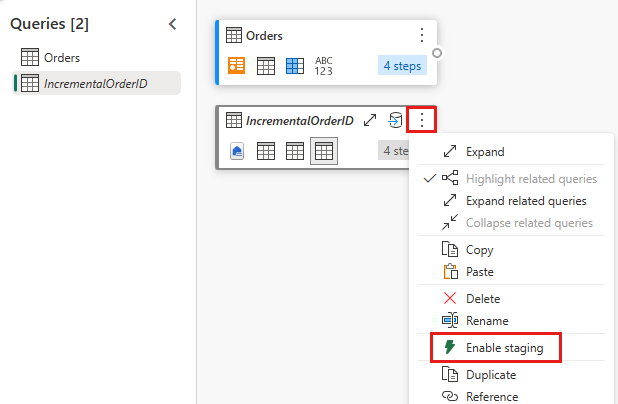 Queries [2]
Orders
IncrementalOrderID
Orders
ABC
123
4 steps
IncrementalOrderID
4 ste
Expand
Highlight related queries
Expand related queries
Collapse related queries
Copy
Paste
Delete
Rename
Enable staging
Duplicate
Reference